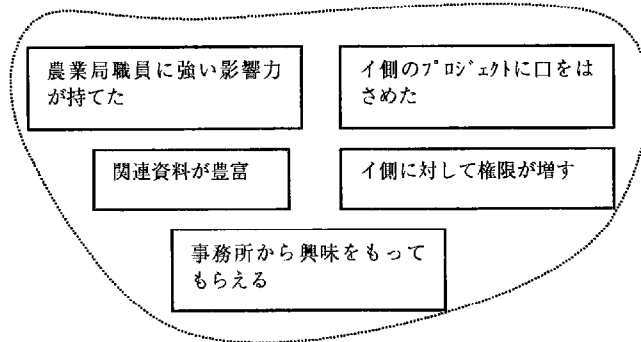 農業局職員に強い影響力
が持てた
イ側のﾌﾟﾛｼﾞｪｸﾄに口をは
さめた
関連資料が豊富
イ側に対して権限が増す
事務所から興味をもって
もらえる